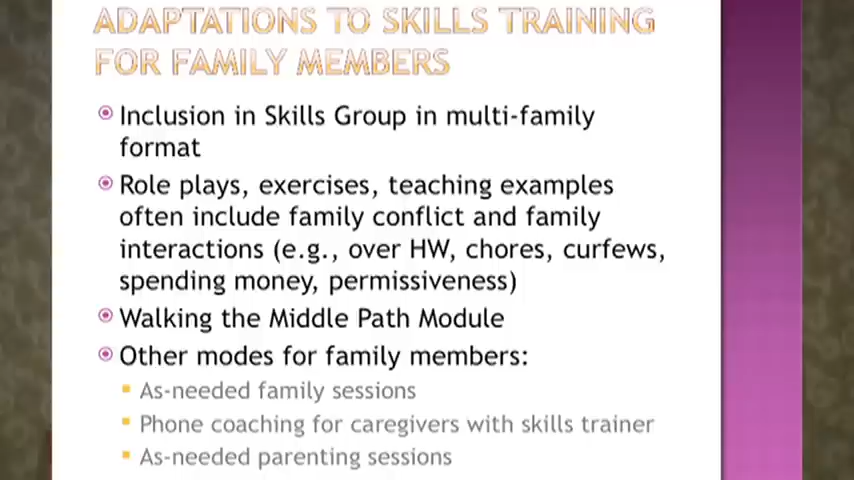 ADAPTATIONS TO SKILLS TRAINING
FOR FAMILY MEMBERS
Inclusion in Skills Group in multi-family
format
Role plays, exercises, teaching examples
often include family conflict and family
interactions (e.g., over HW, chores, curfews,
spending money, permissiveness)
Walking the Middle Path Module
Other modes for family members:
As-needed family sessions
Phone coaching for caregivers with skills trainer
As-needed parenting sessions